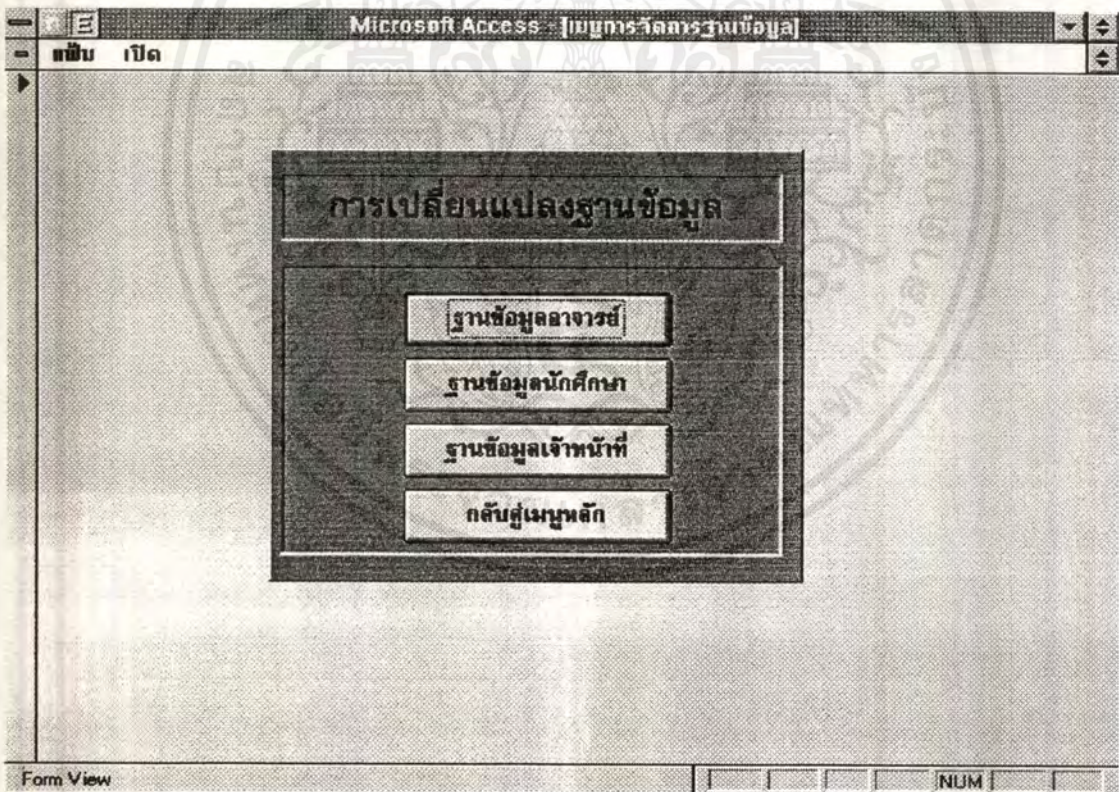 Microsoft Access - [เมนูการจัดการฐานข้อมูล]
แฟ้ม เปิด
การเปลี่ยนแปลงฐานข้อมูล
ฐานข้อมูลอาจารย์
ฐานข้อมูลนักศึกษา
ฐานข้อมูลเจ้าหน้าที่
กลับสู่เมนูหลัก
Form View
NUM